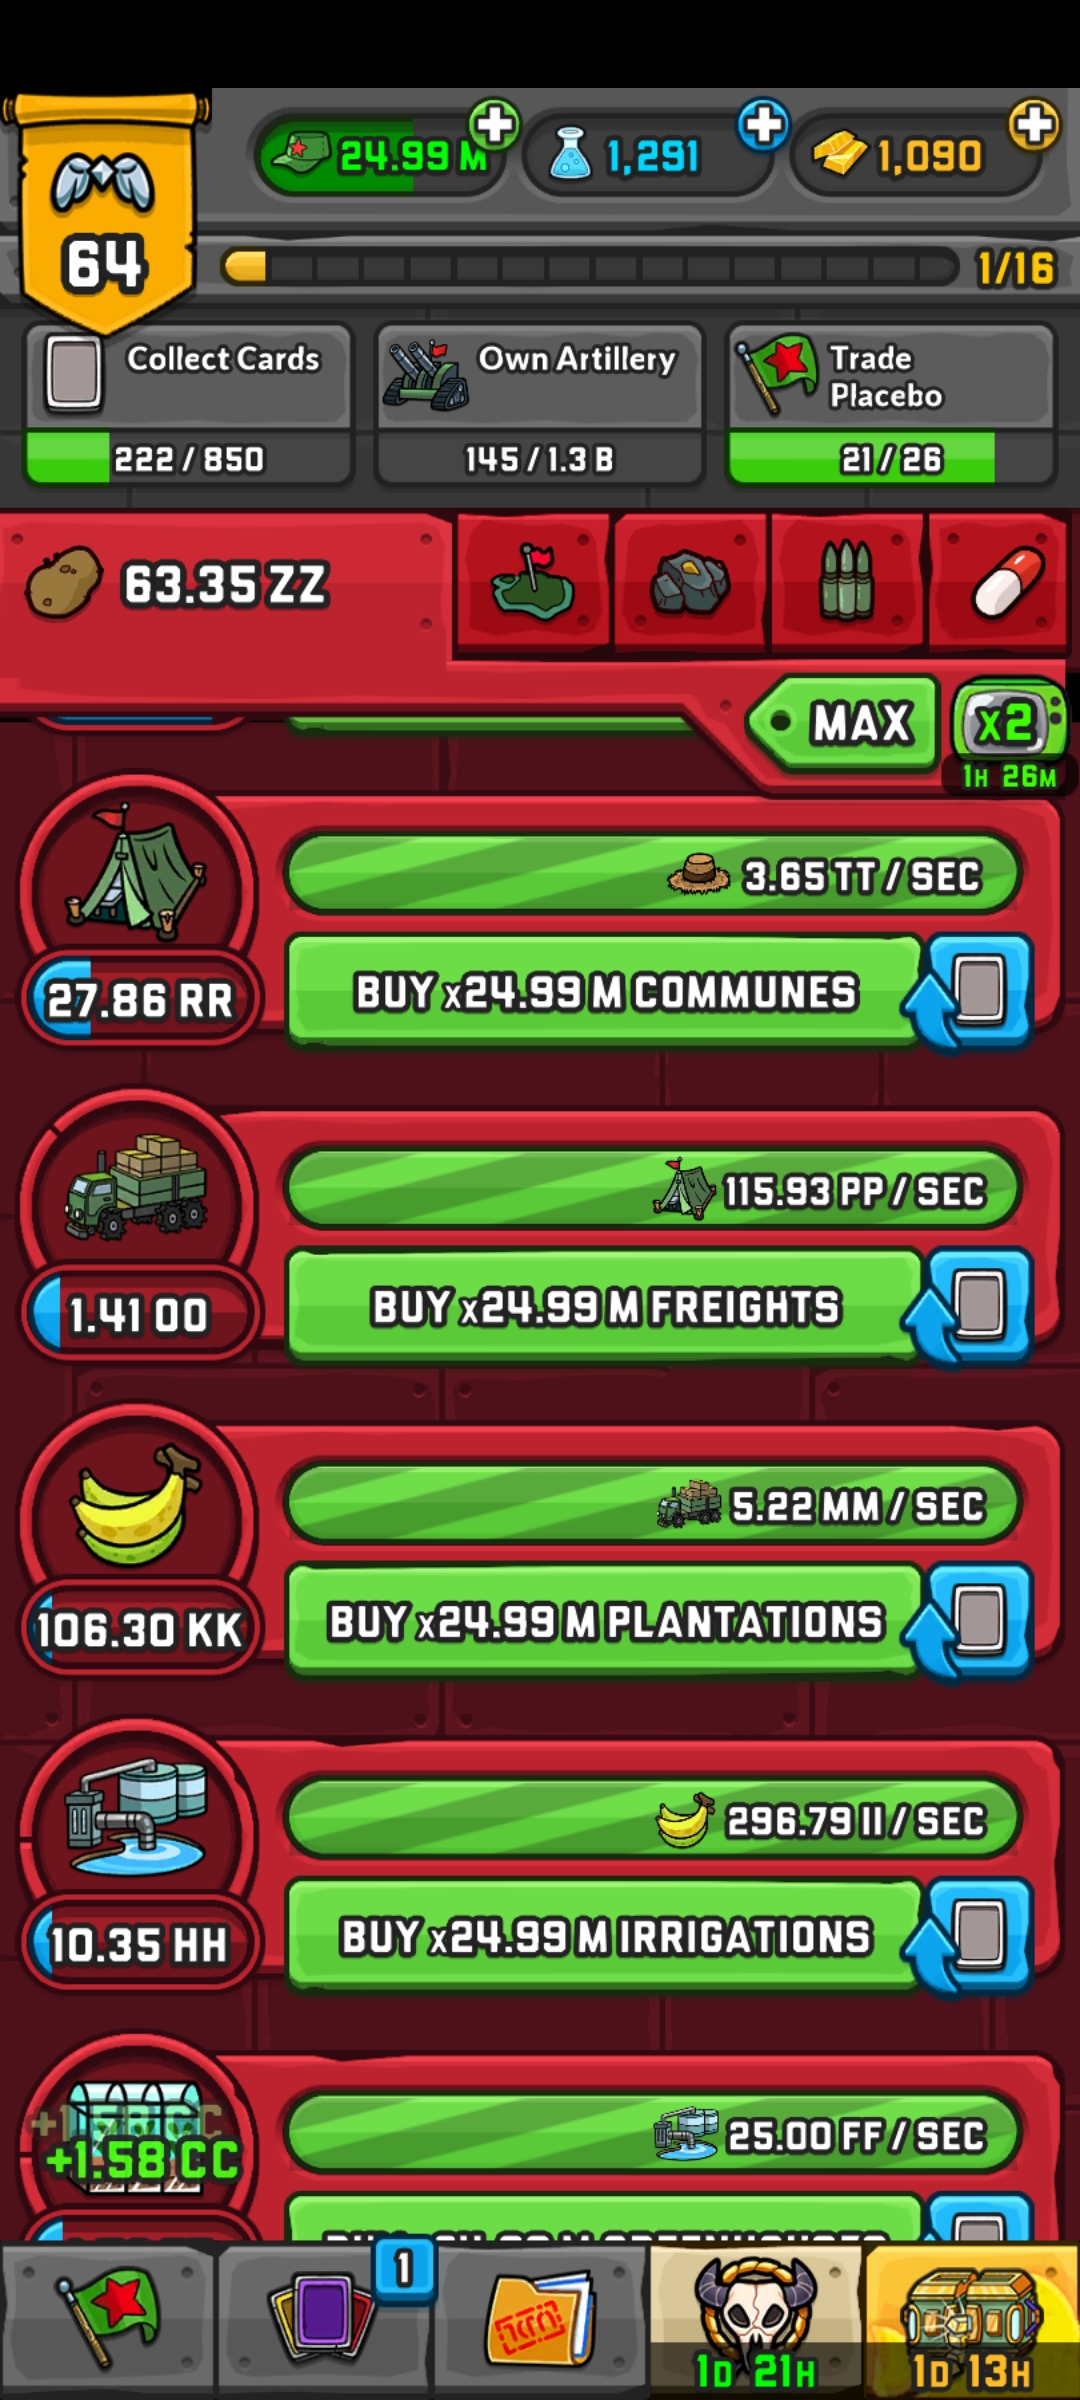 24.99 M
1,291
1,090
64
1/16
Collect Cards
Own Artillery
Trade
Placebo
222 / 850
145 / 1.3 B
21 / 26
63.35 ZZ
MAX
x2
1H 26M
3.65 TT / SEC
27.86 RR
BUY x24.99 M COMMUNES
115.93 PP / SEC
1.41 OO
BUY x24.99 M FREIGHTS
5.22 MM / SEC
106.30 KK
BUY x24.99 M PLANTATIONS
296.79 II / SEC
10.35 HH
BUY x24.99 M IRRIGATIONS
+1.58 CC
25.00 FF / SEC
1
1D 21H
1D 13H